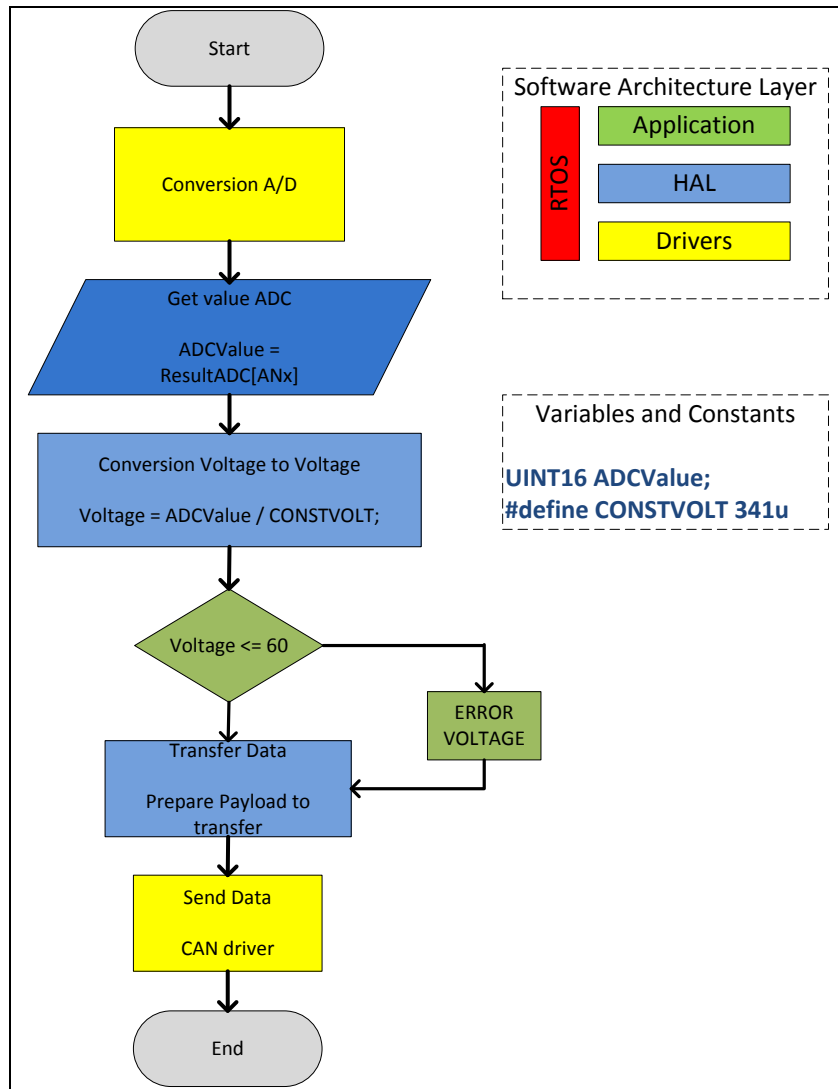 Start
Conversion A/D
Get value ADC
ADCValue =
ResultADC[ANx]
Conversion Voltage to Voltage
Voltage = ADCValue / CONSTVOLT;
Voltage <= 60
ERROR
VOLTAGE
Transfer Data
Prepare Payload to
transfer
Send Data
CAN driver
End
Software Architecture Layer
RTOS
Application
HAL
Drivers
Variables and Constants
UINT16 ADCValue;
#define CONSTVOLT 341u